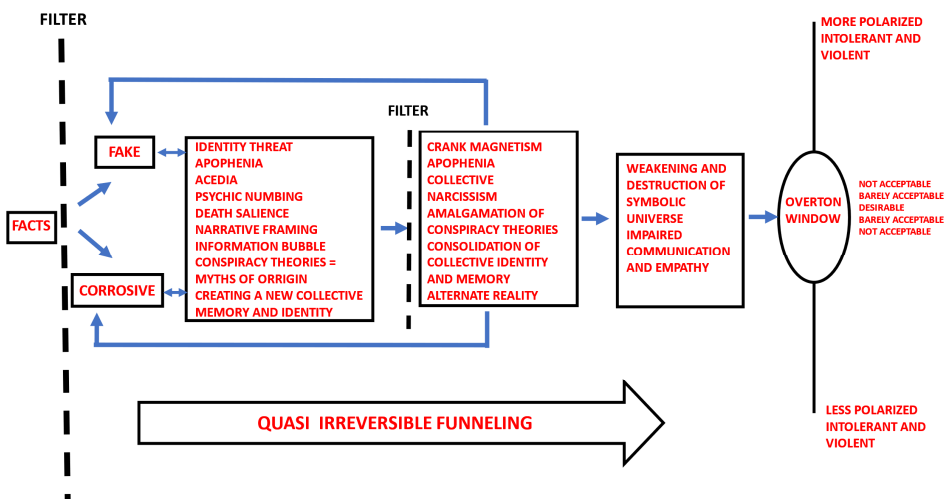 FILTER
FACTS
FAKE
CORROSIVE
IDENTITY THREAT
APOPHENIA
ACEDIA
PSYCHIC NUMBING
DEATH SALIENCE
NARRATIVE FRAMING
INFORMATION BUBBLE
CONSPIRACY THEORIES =
MYTHS OF ORRIGIN
CREATING A NEW COLLECTIVE
MEMORY AND IDENTITY
FILTER
CRANK MAGNETISM
APOPHENIA
COLLECTIVE
NARCISSISM
AMALGAMATION OF
CONSPIRACY THEORIES
CONSOLIDATION OF
COLLECTIVE IDENTITY
AND MEMORY
ALTERNATE REALITY
WEAKENING AND
DESTRUCTION OF
SYMBOLIC
UNIVERSE
IMPAIRED
COMMUNICATION
AND EMPATHY
MORE POLARIZED
INTOLERANT AND
VIOLENT
OVERTON
WINDOW
NOT ACCEPTABLE
BARELY ACCEPTABLE
DESIRABLE
BARELY ACCEPTABLE
NOT ACCEPTABLE
LESS POLARIZED
INTOLERANT AND
VIOLENT
QUASI IRREVERSIBLE FUNNELING